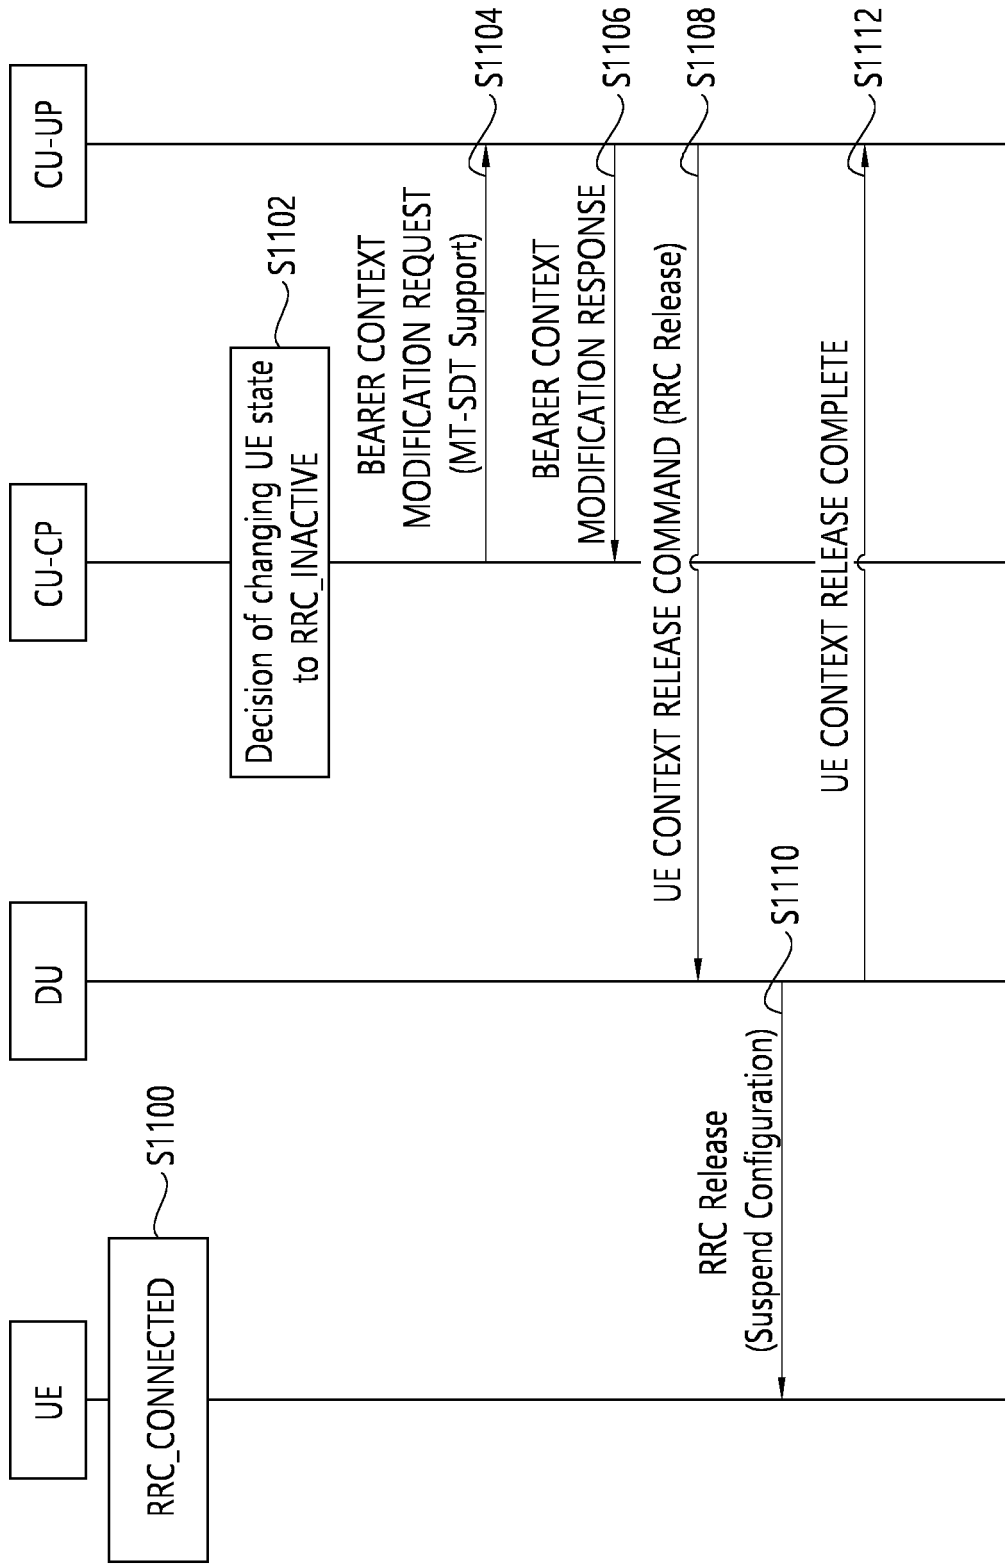 UE
DU
CU-CP
CU-UP
RRC_CONNECTED
S1100
Decision of changing UE state
to RRC_INACTIVE
S1102
BEARER CONTEXT
MODIFICATION REQUEST
(MT-SDT Support)
S1104
BEARER CONTEXT
MODIFICATION RESPONSE
S1106
UE CONTEXT RELEASE COMMAND (RRC Release)
S1108
RRC Release
(Suspend Configuration)
S1110
UE CONTEXT RELEASE COMPLETE
S1112